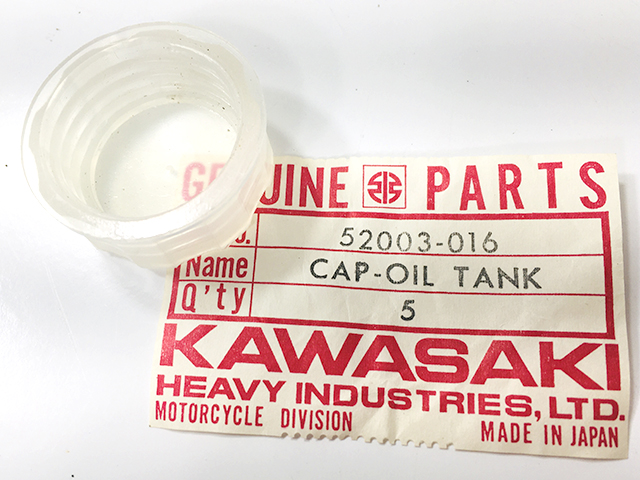 GENUINE PARTS
52003-016
Name CAP-OIL TANK
Q'ty 5
KAWASAKI
HEAVY INDUSTRIES, LTD.
MOTORCYCLE DIVISION MADE IN JAPAN